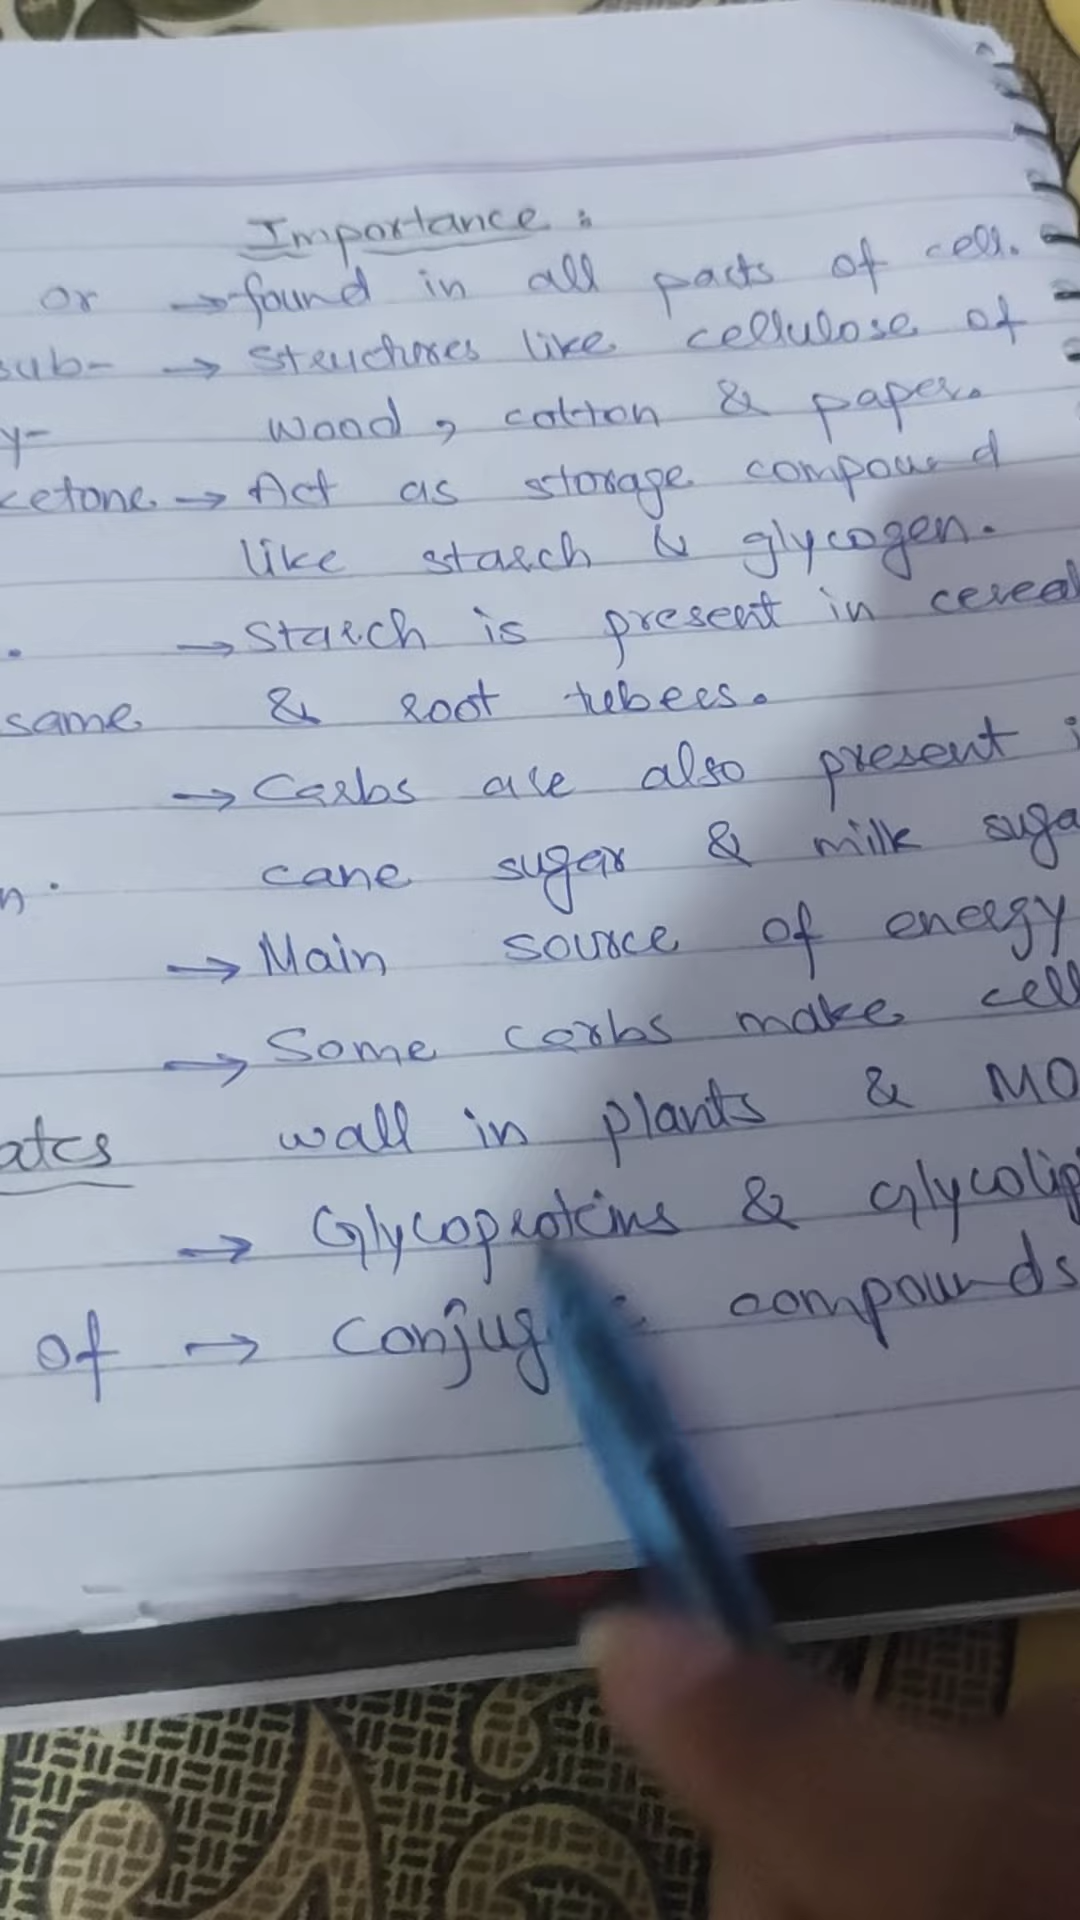 Importance :
or → found in all parts of cell.
sub- → Structures like cellulose of
y- wood, cotton & paper.
ketone. → Act as storage compound
like starch & glycogen.
. → Starch is present in cereal
same & root tubers.
→ Carbs are also present i
n. cane sugar & milk suga
→ Main source of energy
→ Some carbs make cell
ates wall in plants & MO
→ Glycoproteins & Glycolip
of → Conjug compounds